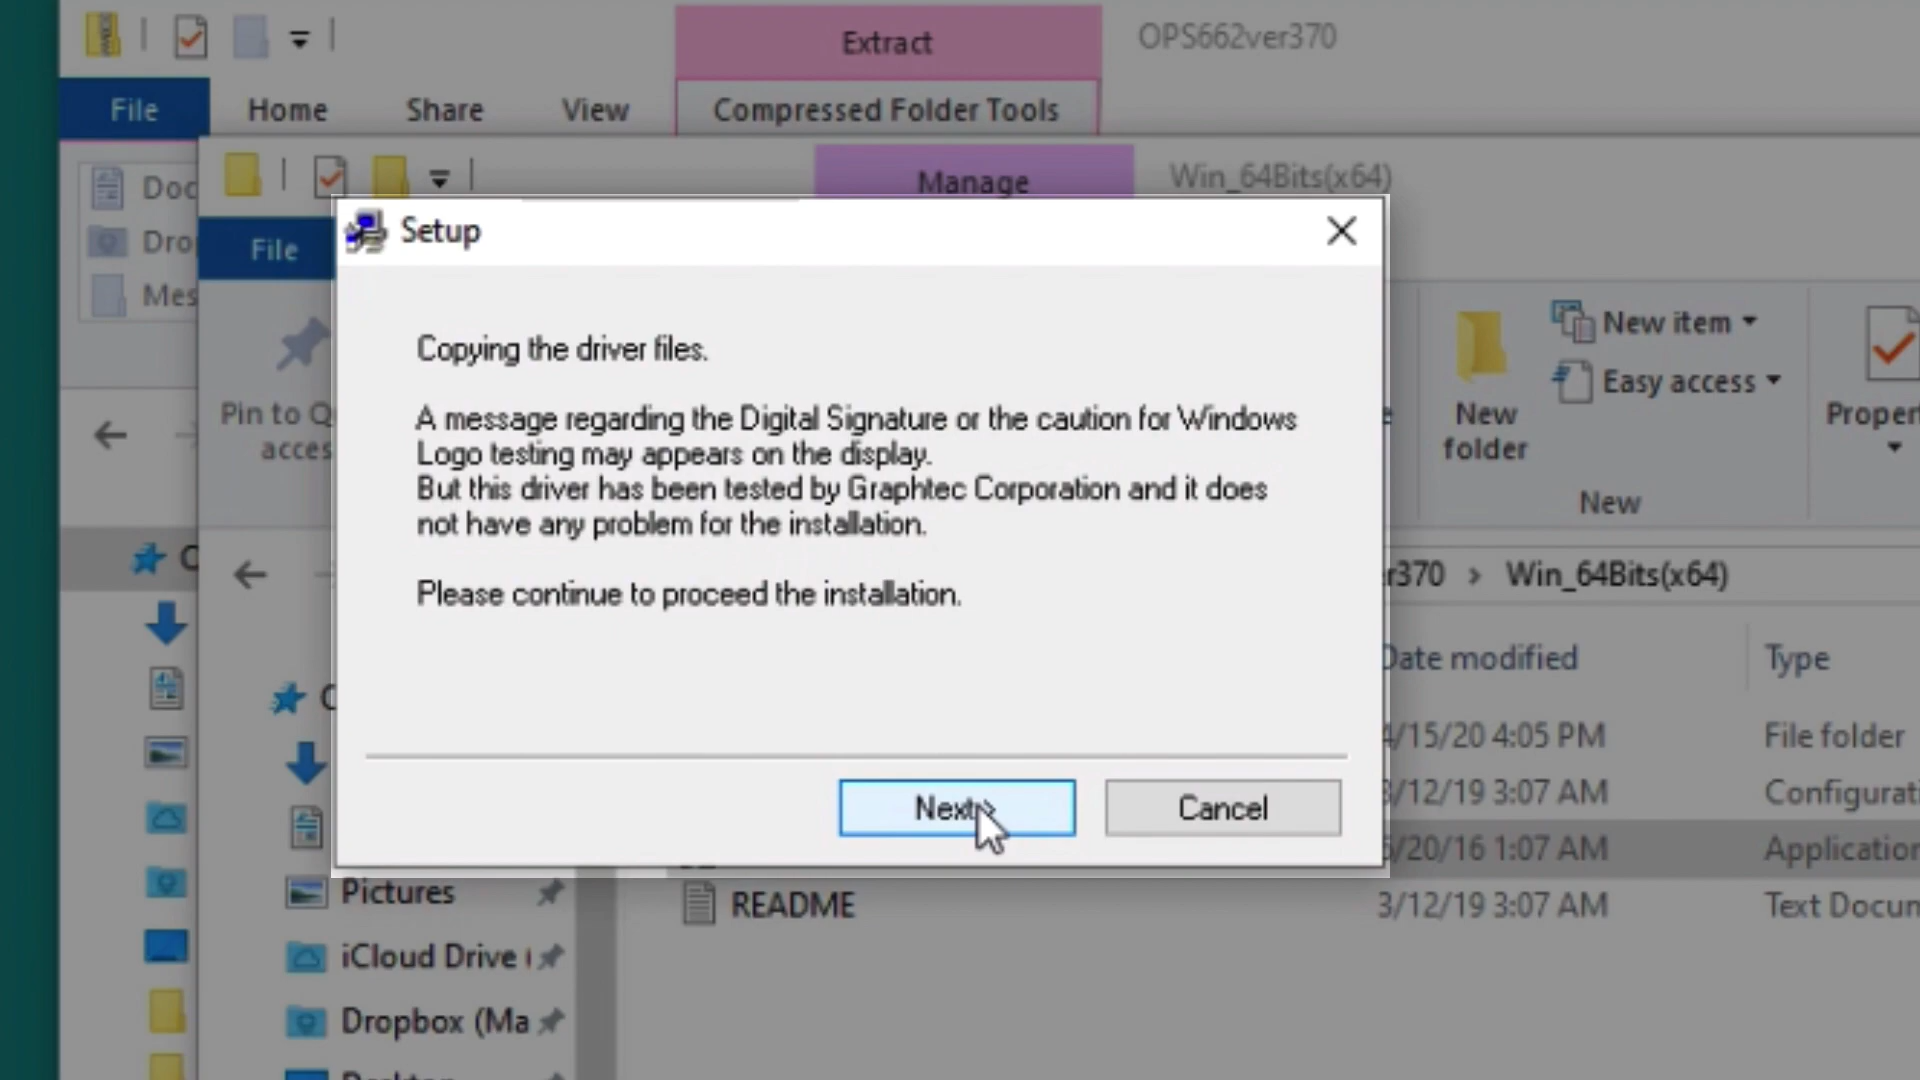 Extract
OPS662ver370
File
Home
Share
View
Compressed Folder Tools
Manage
Win_64Bits(x64)
File
Setup
Copying the driver files.
A message regarding the Digital Signature or the caution for Windows
Logo testing may appears on the display.
But this driver has been tested by Graphtec Corporation and it does
not have any problem for the installation.
Please continue to proceed the installation.
Next
Cancel
Pin to
New item
Easy access
New
folder
New
r370 > Win_64Bits(x64)
Date modified
Type
4/15/20 4:05 PM
File folder
3/12/19 3:07 AM
/20/16 1:07 AM
README
3/12/19 3:07 AM
Text
Pictures
iCloud Drive
Dropbox (Ma